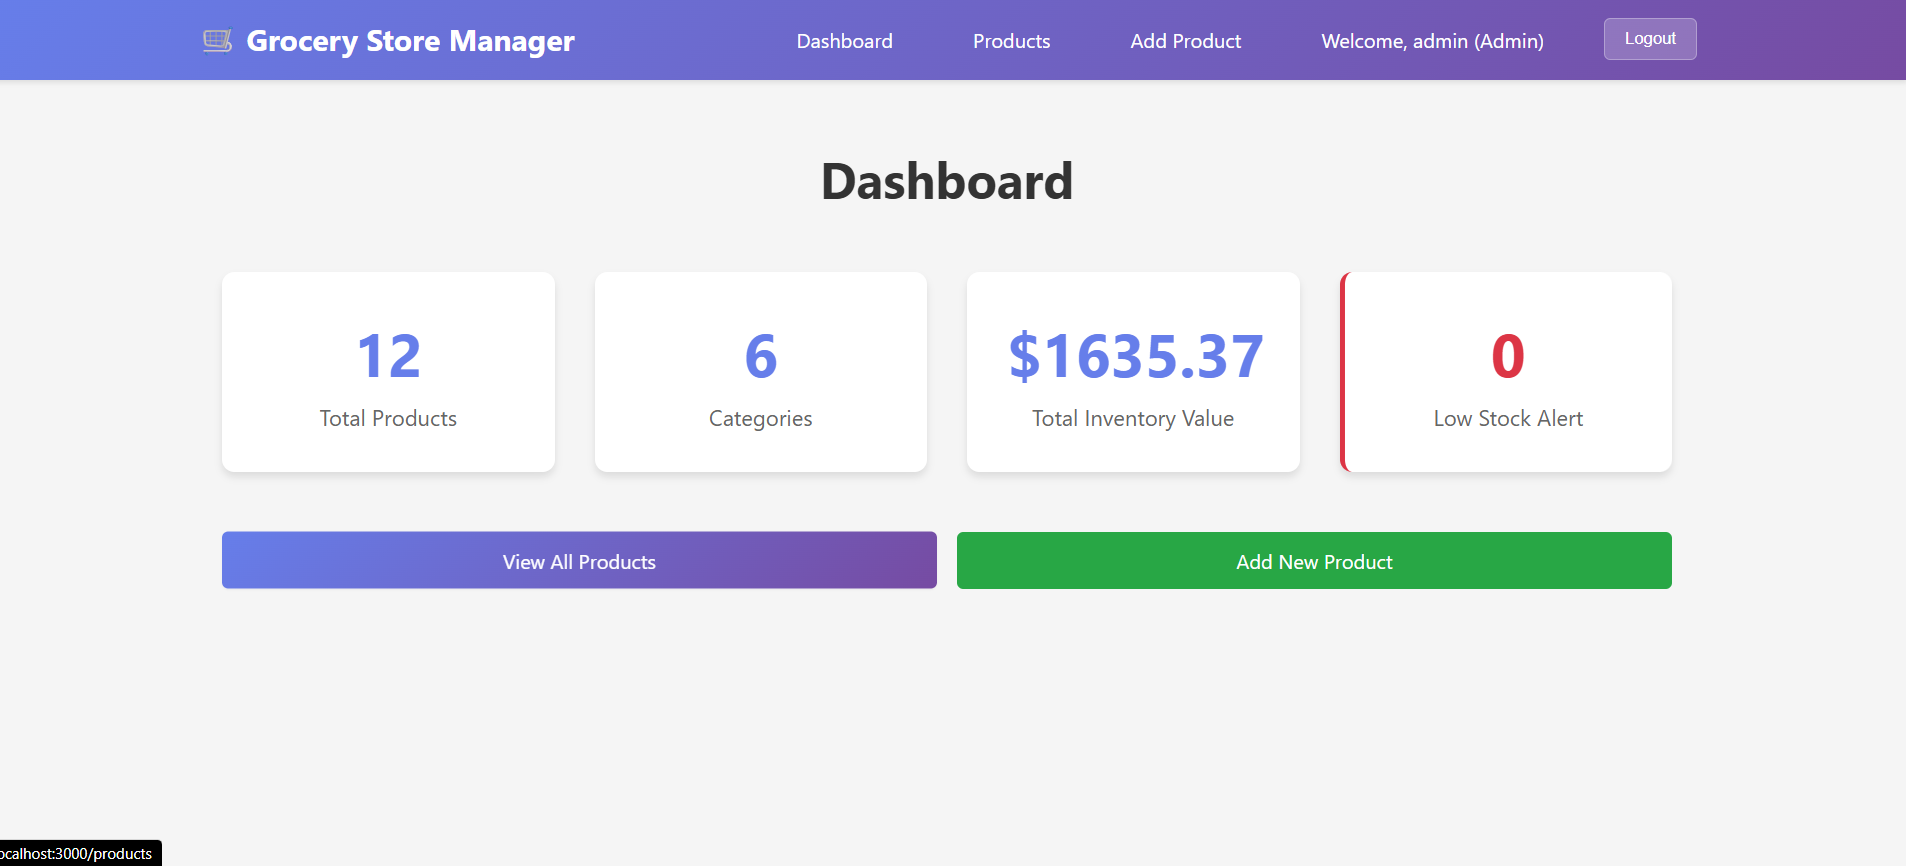 Grocery Store Manager
Dashboard
Products
Add Product
Welcome, admin (Admin)
Logout
Dashboard
12
Total Products
6
Categories
$1635.37
Total Inventory Value
0
Low Stock Alert
View All Products
Add New Product
ocalhost:3000/products